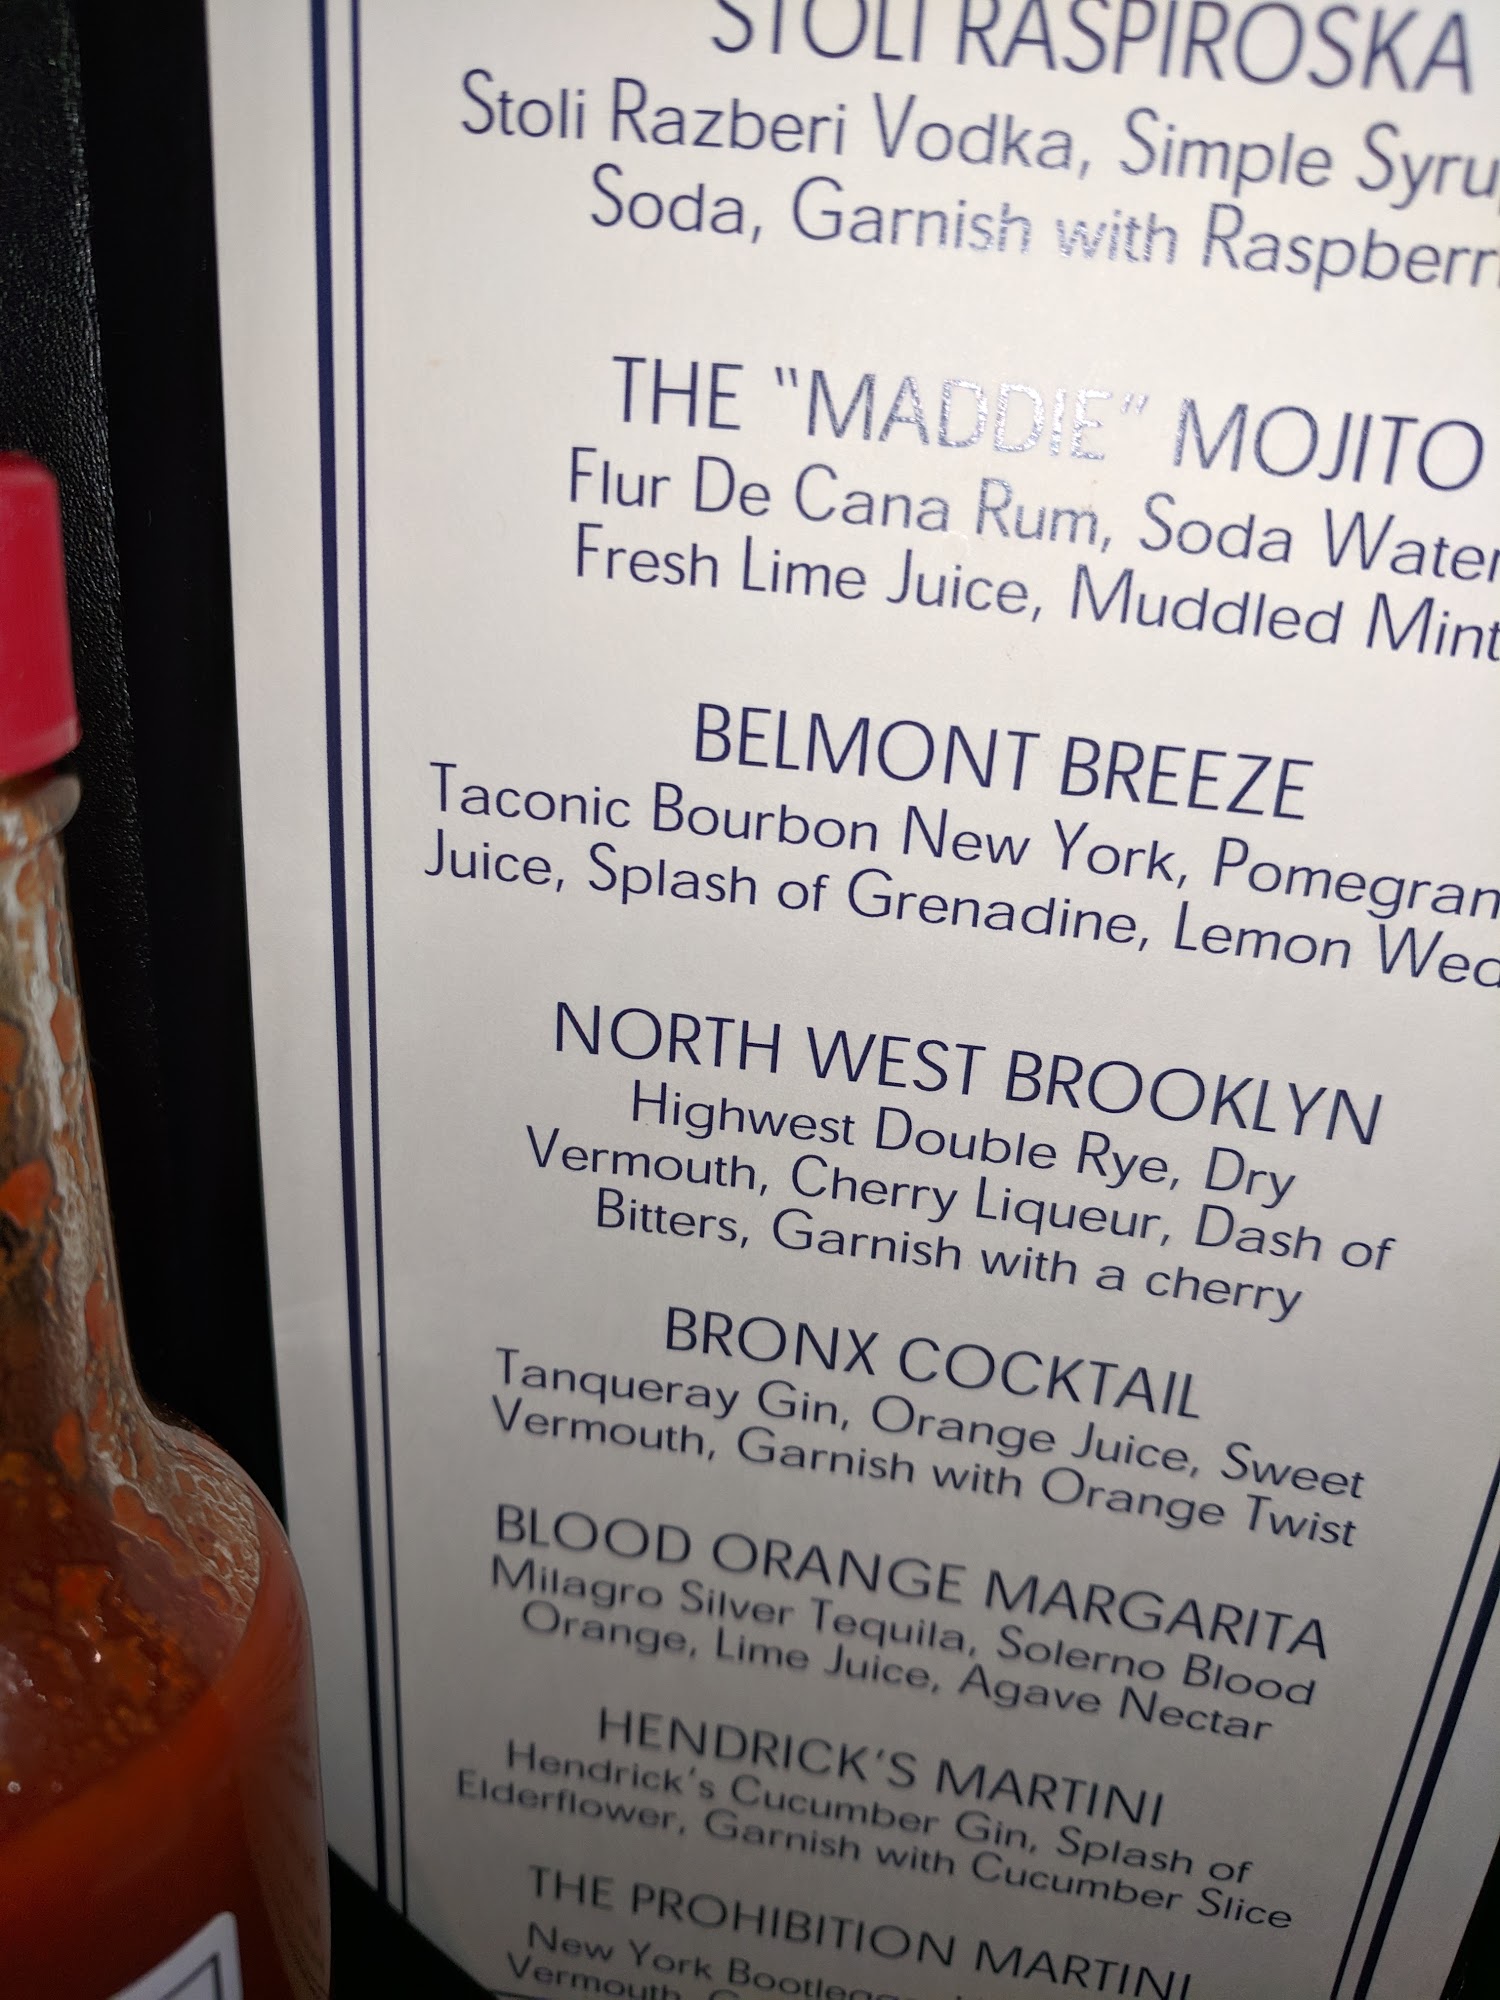 STOLI RASPIROSKA
Stoli Razberi Vodka, Simple
Soda, Garnish with
THE "MADDIE" MOJITO
Flur De Cana Rum, Soda Water
Fresh Lime Juice, Muddled Mint
BELMONT BREEZE
Taconic Bourbon New York,
Juice, Splash of Grenadine, Lemon
NORTH WEST BROOKLYN
Highwest Double Rye, Dry
Vermouth, Cherry Liqueur, Dash of
Bitters, Garnish with a cherry
BRONX COCKTAIL
Tanqueray Gin, Orange Juice, Sweet
Vermouth, Garnish with Orange Twist
BLOOD ORANGE MARGARITA
Milagro Silver Tequila, Solerno Blood
Orange, Lime Juice, Agave Nectar
HENDRICK'S MARTINI
Hendrick's Cucumber Gin, Splash of
Elderflower, Garnish with Cucumber Slice
THE PROHIBITION MARTINI
New York
Vermouth,